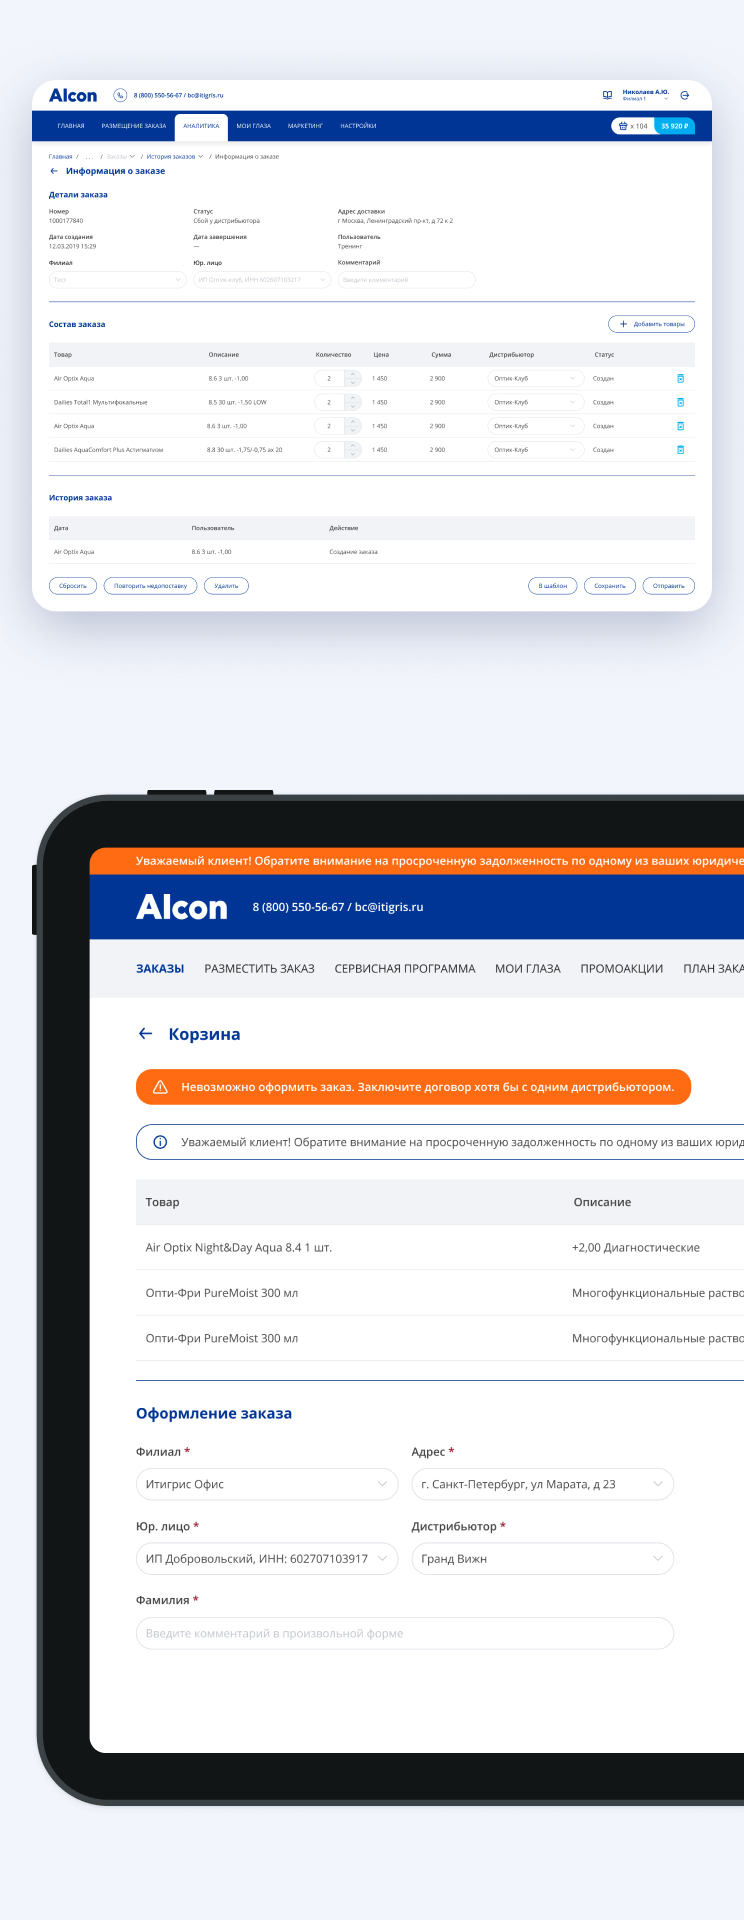 Alcon 8 (800) 550-56-67 / bc@itigris.ru Николаев А.Ю.
Филиал 1
ГЛАВНАЯ РАЗМЕЩЕНИЕ ЗАКАЗА АНАЛИТИКА МОИ ГЛАЗА МАРКЕТИНГ НАСТРОЙКИ x 104 35 920 ₽
Главная / ... / Заказы / История заказов / Информация о заказе
Информация о заказе
Детали заказа
Номер Статус Адрес доставки
1000177840 Сбой у дистрибьютора г Москва, Ленинградский пр-кт, д 72 к 2
Дата создания Дата завершения Пользователь
12.03.2019 15:29 — Тренинг
Филиал Юр. лицо Комментарий
Тест ИП Оптик-клуб, ИНН 602607103217 Введите комментарий
Состав заказа Добавить товары
Товар Описание Количество Цена Сумма Дистрибьютор Статус
Air Optix Aqua 8.6 3 шт. -1,00 2 1 450 2 900 Оптик-Клуб Создан
Dailies Total1 Мультифокальные 8.5 30 шт. -1,50 LOW 2 1 450 2 900 Оптик-Клуб Создан
Air Optix Aqua 8.6 3 шт. -1,00 2 1 450 2 900 Оптик-Клуб Создан
Dailies AquaComfort Plus Астигматизм 8.8 30 шт. -1,75/-0,75 ax 20 2 1 450 2 900 Оптик-Клуб Создан
История заказа
Дата Пользователь Действие
Air Optix Aqua 8.6 3 шт. -1,00 Создание заказа
Сбросить Повторить недопоставку Удалить В шаблон Сохранить Отправить
Уважаемый клиент! Обратите внимание на просроченную задолженность по одному из ваших юридиче
Alcon 8 (800) 550-56-67 / bc@itigris.ru
ЗАКАЗЫ РАЗМЕСТИТЬ ЗАКАЗ СЕРВИСНАЯ ПРОГРАММА МОИ ГЛАЗА ПРОМОАКЦИИ ПЛАН ЗАКА
Корзина
Невозможно оформить заказ. Заключите договор хотя бы с одним дистрибьютором.
Уважаемый клиент! Обратите внимание на просроченную задолженность по одному из ваших юрид
Товар Описание
Air Optix Night&Day Aqua 8.4 1 шт. +2,00 Диагностические
Опти-Фри PureMoist 300 мл Многофункциональные раство
Опти-Фри PureMoist 300 мл Многофункциональные раство
Оформление заказа
Филиал * Адрес *
Итигрис Офис г. Санкт-Петербург, ул Марата, д 23
Юр. лицо * Дистрибьютор *
ИП Добровольский, ИНН: 602707103917 Гранд Вижн
Фамилия *
Введите комментарий в произвольной форме